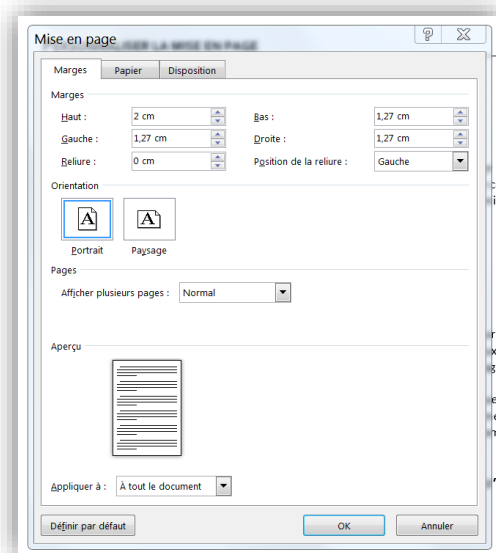 Mise en page
Marges Papier Disposition
Marges
Haut : 2 cm Bas : 1,27 cm
Gauche : 1,27 cm Droite : 1,27 cm
Reliure : 0 cm Position de la reliure : Gauche
Orientation
A A
Portrait Paysage
Pages
Afficher plusieurs pages : Normal
Aperçu
Appliquer à : À tout le document
Définir par défaut OK Annuler